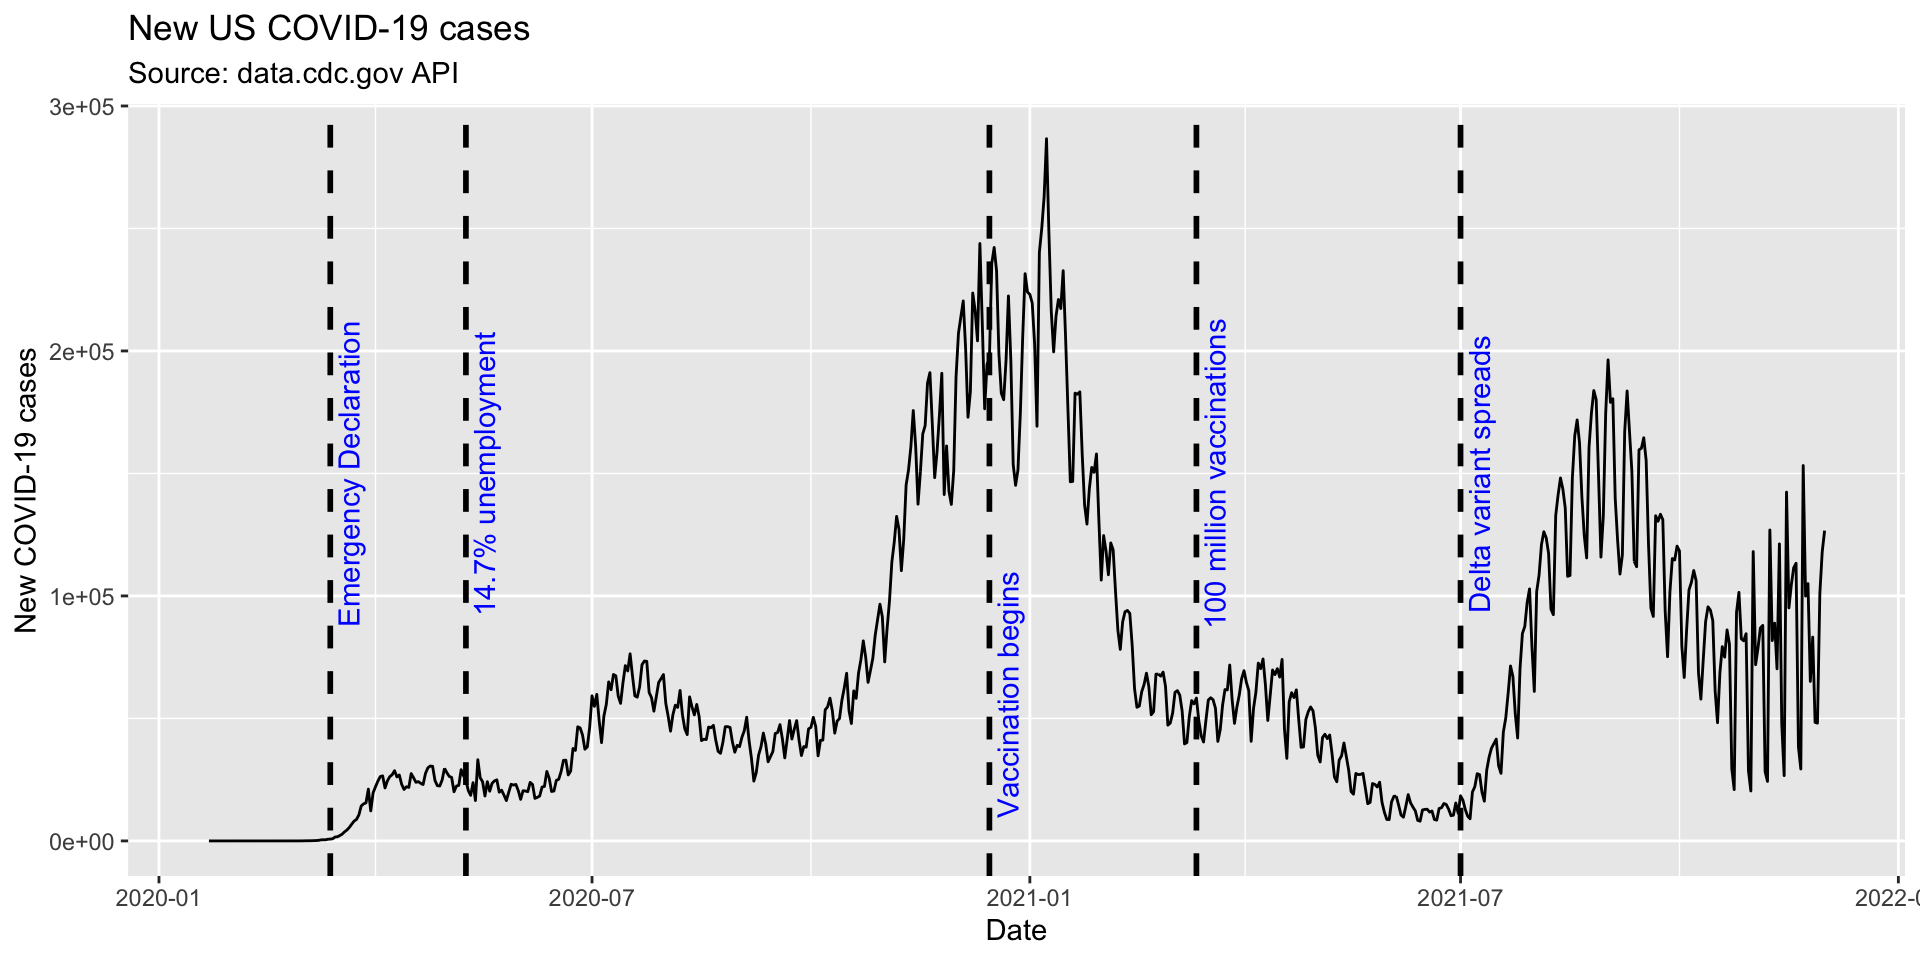 New US COVID-19 cases
Source: data.cdc.gov API
New COVID-19 cases
3e+05
2e+05
1e+05
0e+00
Emergency Declaration
14.7% unemployment
Vaccination begins
100 million vaccinations
Delta variant spreads
2020-01
2020-07
2021-01
2021-07
2022-0
Date